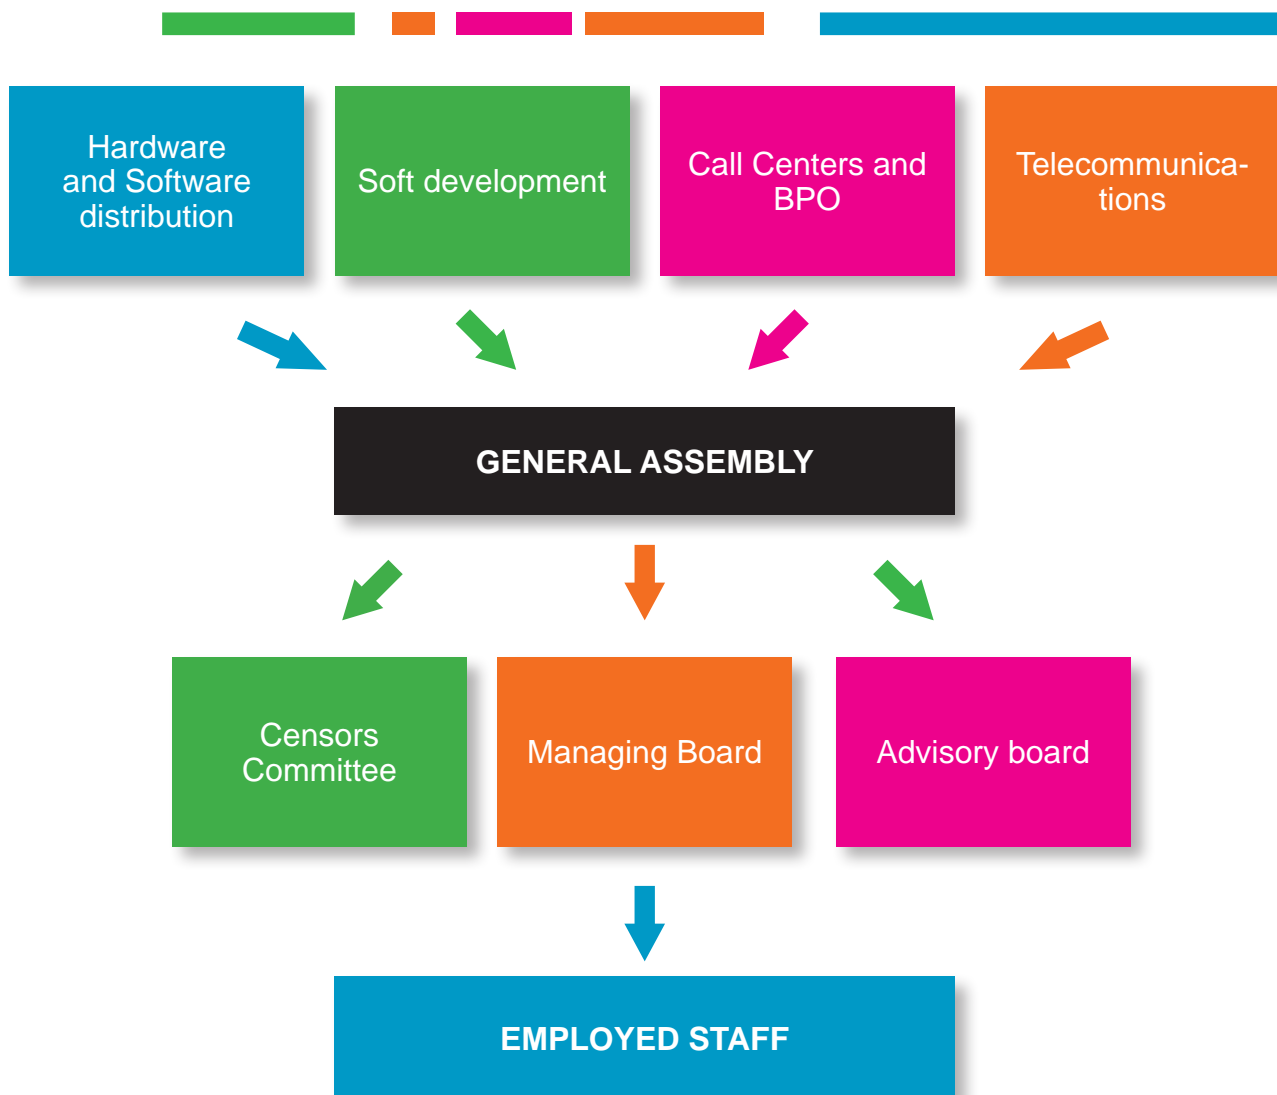 Hardware
and Software
distribution
Soft development
Call Centers and
BPO
Telecommunica-
tions
GENERAL ASSEMBLY
Censors
Committee
Managing Board
Advisory board
EMPLOYED STAFF